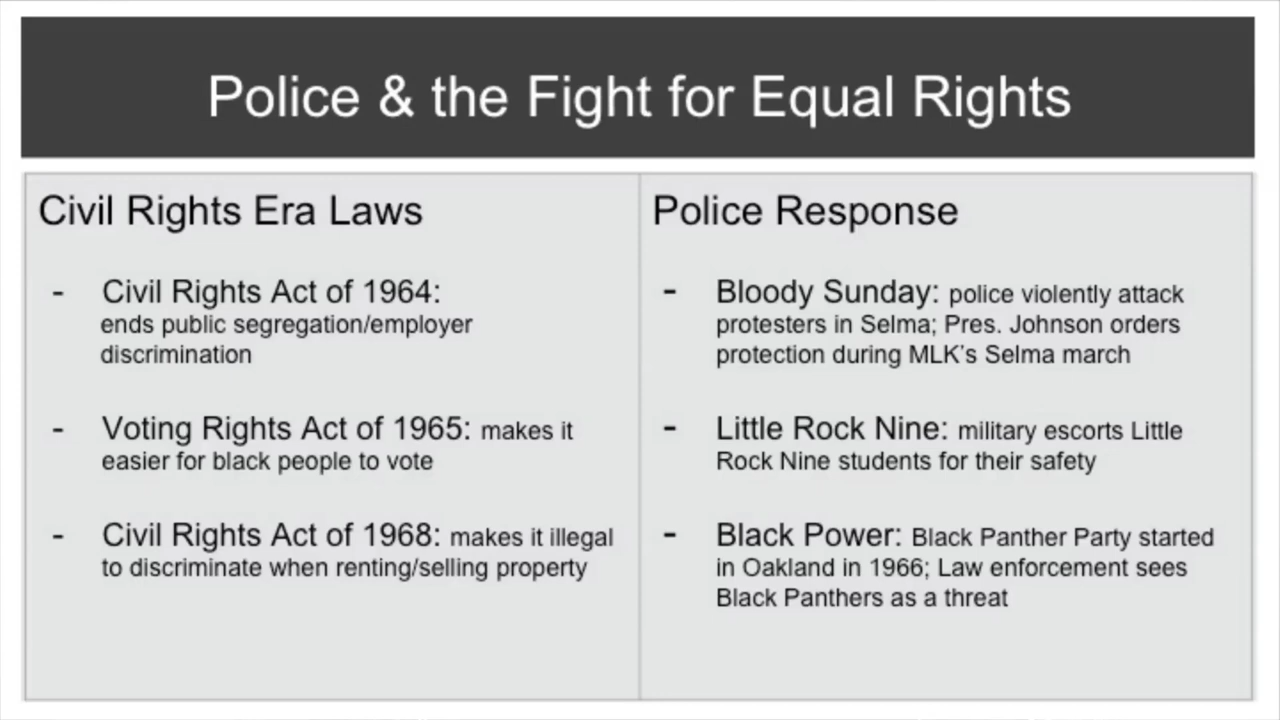 Police & the Fight for Equal Rights
Civil Rights Era Laws
- Civil Rights Act of 1964:
ends public segregation/employer
discrimination
- Voting Rights Act of 1965: makes it
easier for black people to vote
- Civil Rights Act of 1968: makes it illegal
to discriminate when renting/selling property
Police Response
- Bloody Sunday: police violently attack
protesters in Selma; Pres. Johnson orders
protection during MLK's Selma march
- Little Rock Nine: military escorts Little
Rock Nine students for their safety
- Black Power: Black Panther Party started
in Oakland in 1966; Law enforcement sees
Black Panthers as a threat